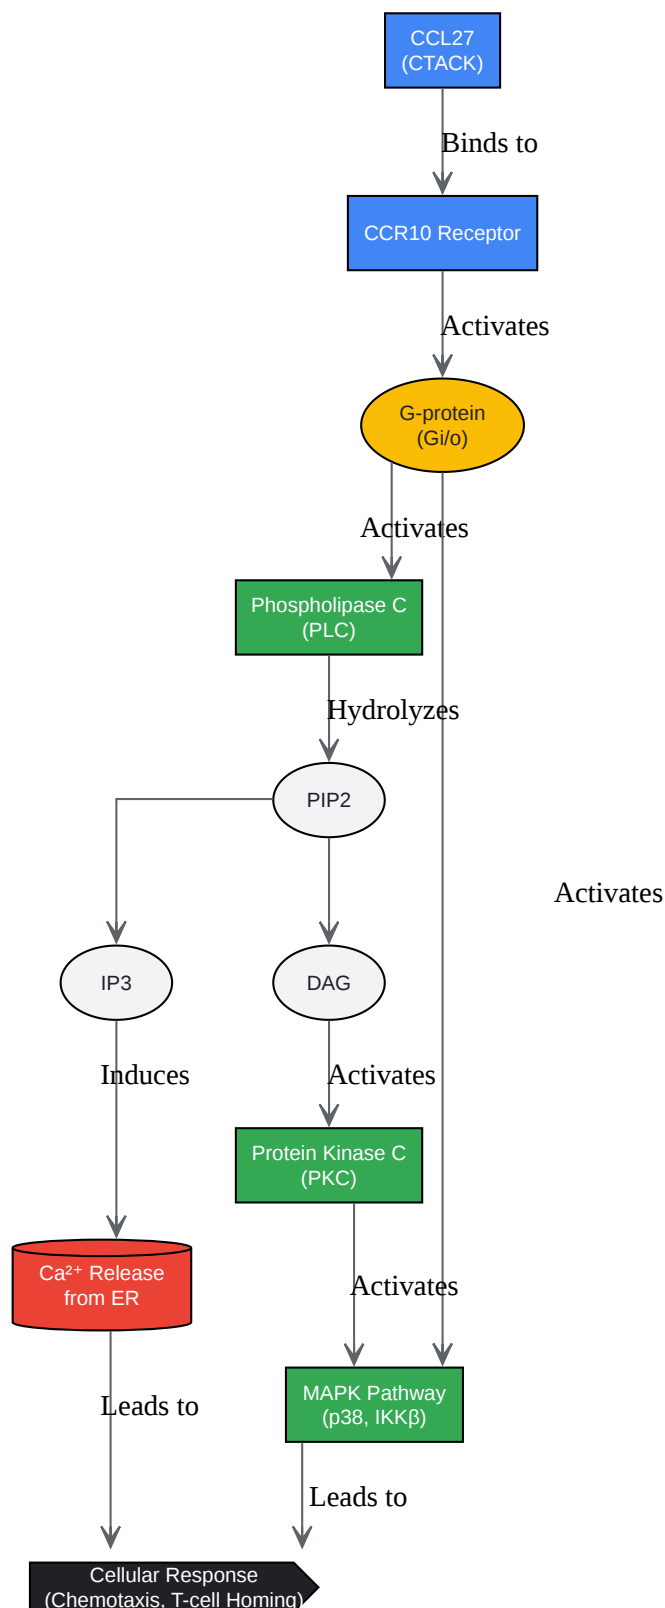 CCL27
(CTACK)
Binds to
CCR10 Receptor
Activates
G-protein
(Gi/o)
Activates
Phospholipase C
(PLC)
Hydrolyzes
PIP2
Activates
IP3
DAG
Induces
Activates
Protein Kinase C
(PKC)
Ca²⁺ Release
from ER
Activates
MAPK Pathway
(p38, IKKβ)
Leads to
Leads to
Cellular Response
(Chemotaxis, T-cell Homing)